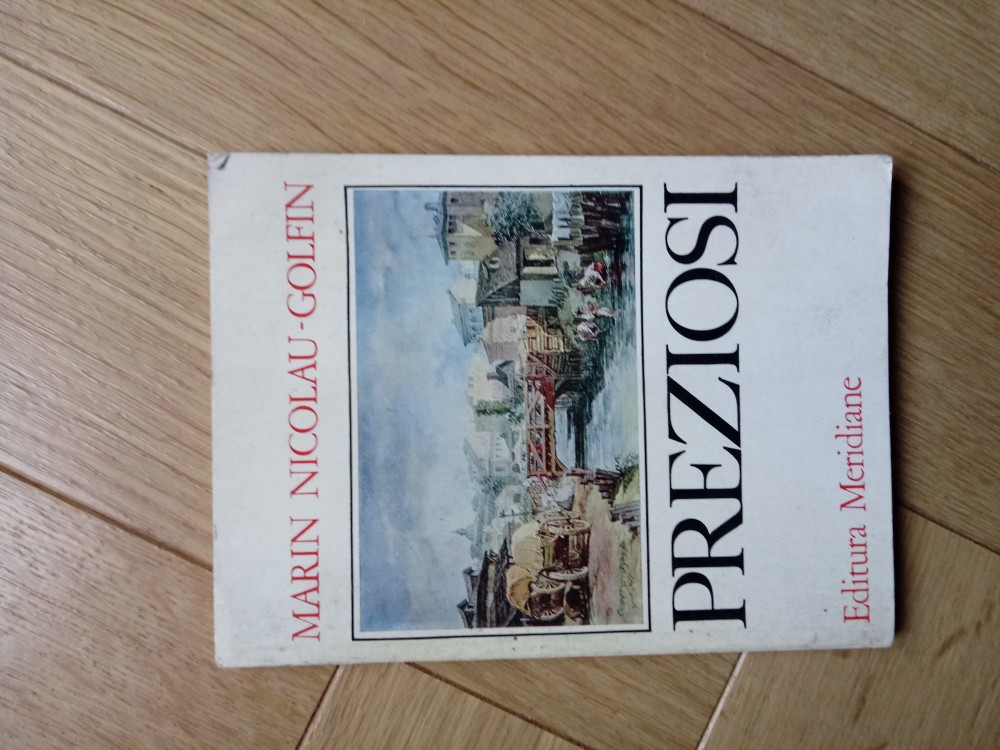 MARIN NICOLAU-GOLFIN
PREZIOSI
Editura Meridiane